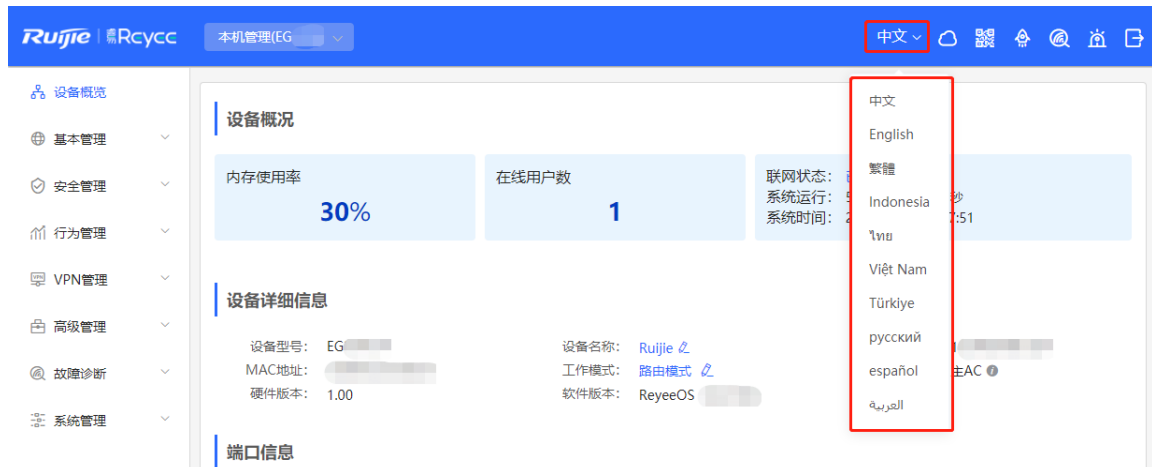 Ruijie Reyee 本机管理(EG 中文
设备概览
基本管理
安全管理
行为管理
VPN管理
高级管理
故障诊断
系统管理
设备概况
内存使用率
30%
在线用户数
1
联网状态:
系统运行: 秒
系统时间: 2 7:51
设备详细信息
设备型号: EG
设备名称: Ruijie
MAC地址:
工作模式: 路由模式
主AC
硬件版本: 1.00
软件版本: ReyeeOS
端口信息
中文
English
繁體
Indonesia
ไทย
Việt Nam
Türkiye
русский
español
العربية